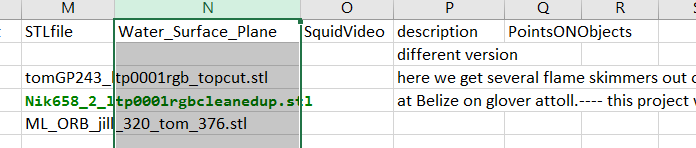 M N O P Q R
STLfile Water_Surface_Plane SquidVideo description PointsONObjects
different version
tomGP243_ltp0001rgb_topcut.stl here we get several flame skimmers out
Nik658_2_ltp0001rgbcleanedup.stl at Belize on glover attoll.---- this project
ML_ORB_jill_320_tom_376.stl